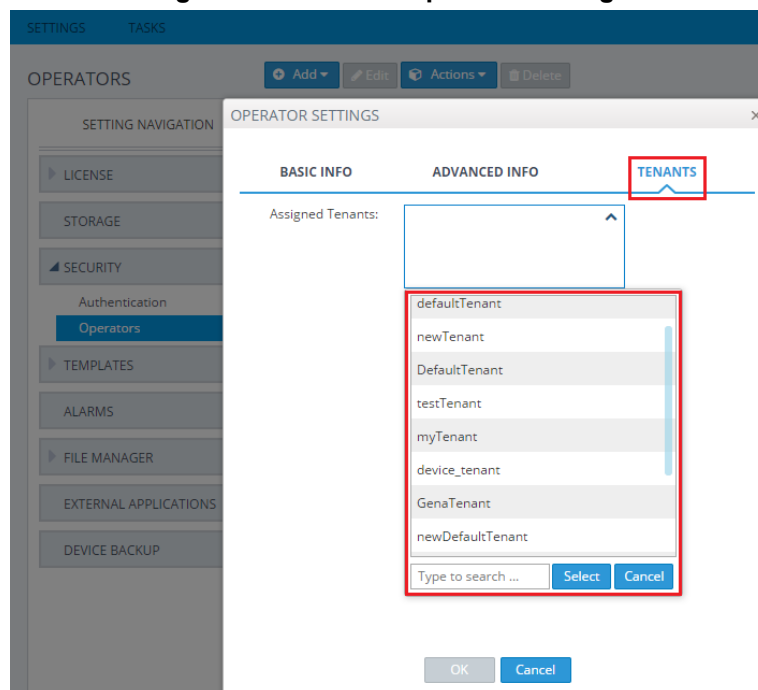 SETTINGS TASKS
OPERATORS
Add Edit Actions Delete
SETTING NAVIGATION
LICENSE
STORAGE
SECURITY
Authentication
Operators
TEMPLATES
ALARMS
FILE MANAGER
EXTERNAL APPLICATIONS
DEVICE BACKUP
OPERATOR SETTINGS
BASIC INFO ADVANCED INFO TENANTS
Assigned Tenants:
defaultTenant
newTenant
DefaultTenant
testTenant
myTenant
device_tenant
GenaTenant
newDefaultTenant
Type to search ... Select Cancel
OK Cancel